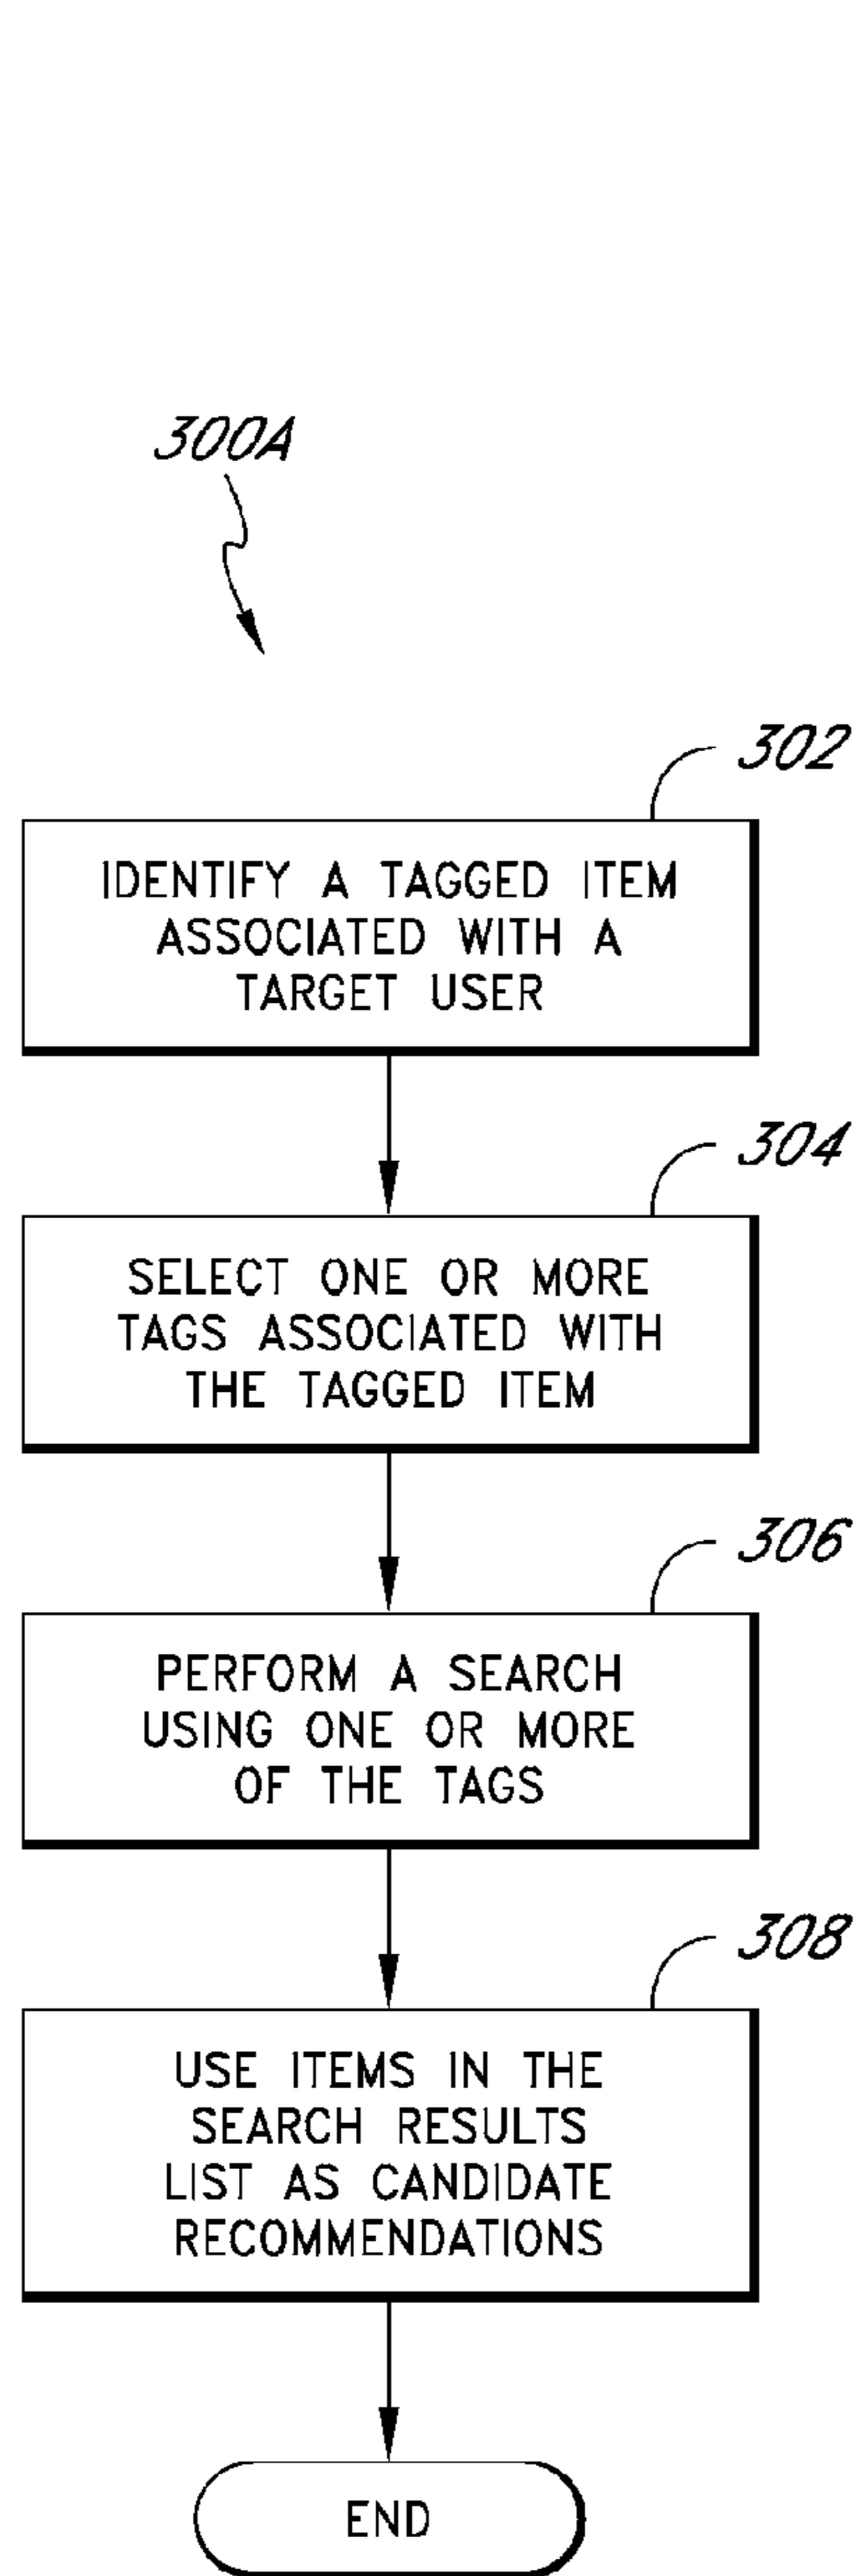 300A
302
IDENTIFY A TAGGED ITEM
ASSOCIATED WITH A
TARGET USER
304
SELECT ONE OR MORE
TAGS ASSOCIATED WITH
THE TAGGED ITEM
306
PERFORM A SEARCH
USING ONE OR MORE
OF THE TAGS
308
USE ITEMS IN THE
SEARCH RESULTS
LIST AS CANDIDATE
RECOMMENDATIONS
END